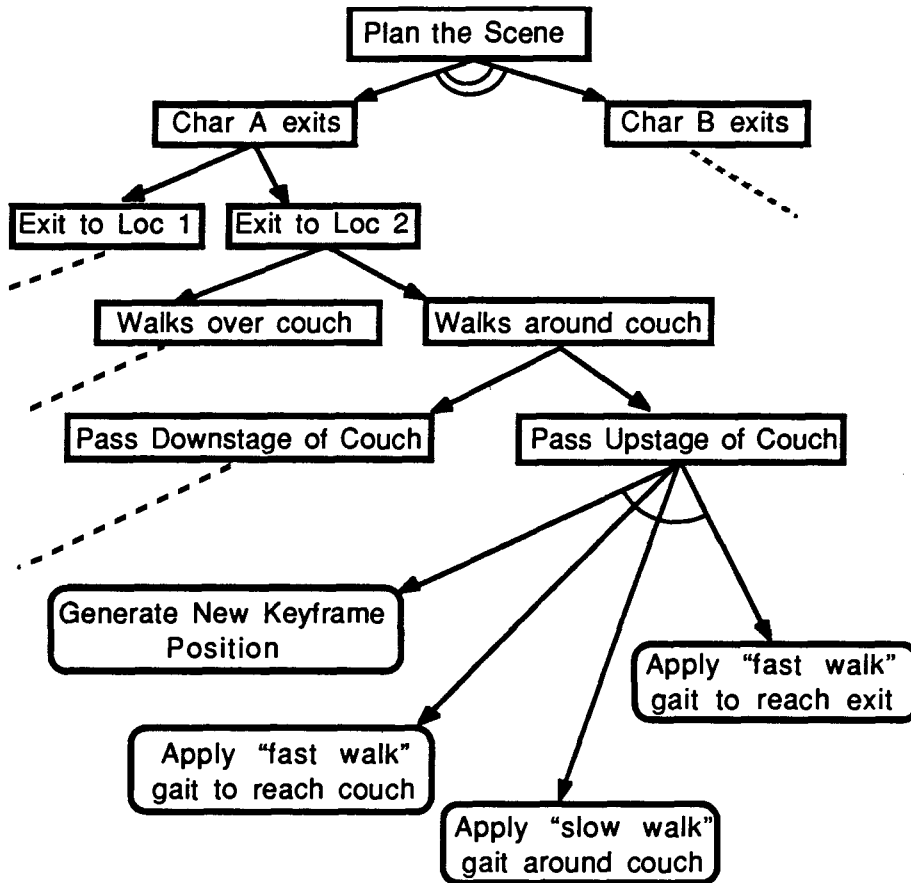 Plan the Scene
Char A exits
Char B exits
Exit to Loc 1
Exit to Loc 2
Walks over couch
Walks around couch
Pass Downstage of Couch
Pass Upstage of Couch
Generate New Keyframe
Position
Apply “fast walk”
gait to reach exit
Apply “fast walk”
gait to reach couch
Apply “slow walk”
gait around couch